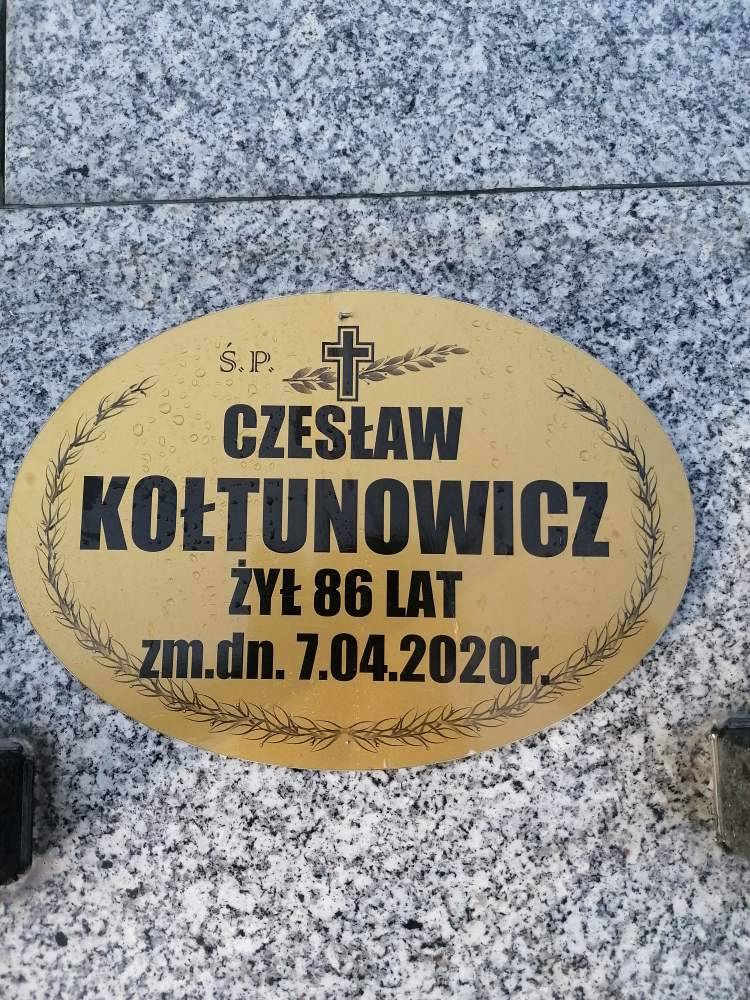 Ś.P.
CZESŁAW
KOŁTUNOWICZ
ŻYŁ 86 LAT
zm.dn. 7.04.2020r.